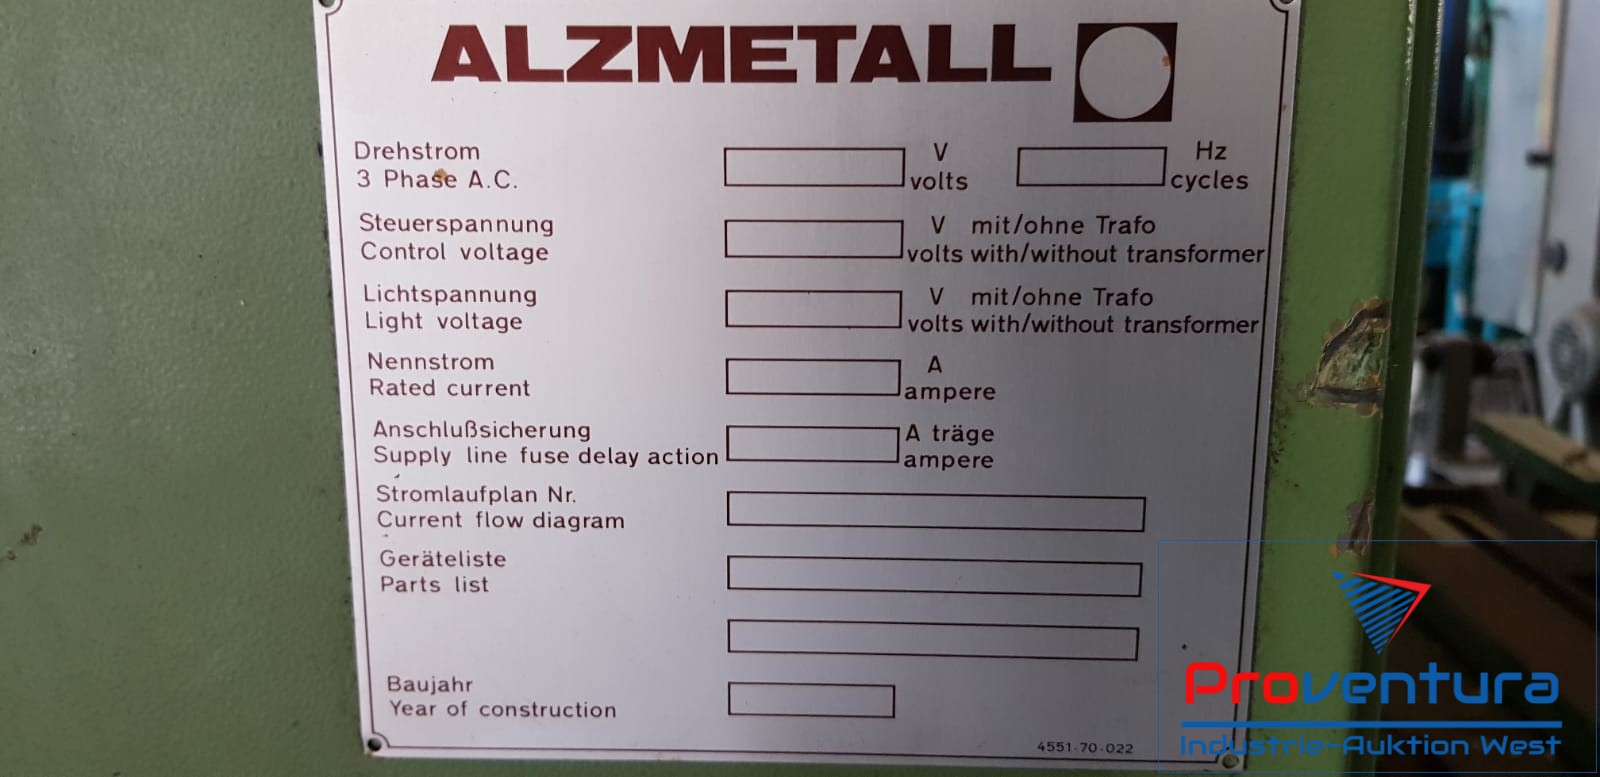 ALZMETALL
Drehstrom V Hz
3 Phase A.C. volts cycles
Steuerspannung V mit/ohne Trafo
Control voltage volts with/without transformer
Lichtspannung V mit/ohne Trafo
Light voltage volts with/without transformer
Nennstrom A
Rated current ampere
Anschlußsicherung A träge
Supply line fuse delay action ampere
Stromlaufplan Nr.
Current flow diagram
Geräteliste
Parts list
Baujahr
Year of construction
4551-70-022
Proventura
Industrie-Auktion West